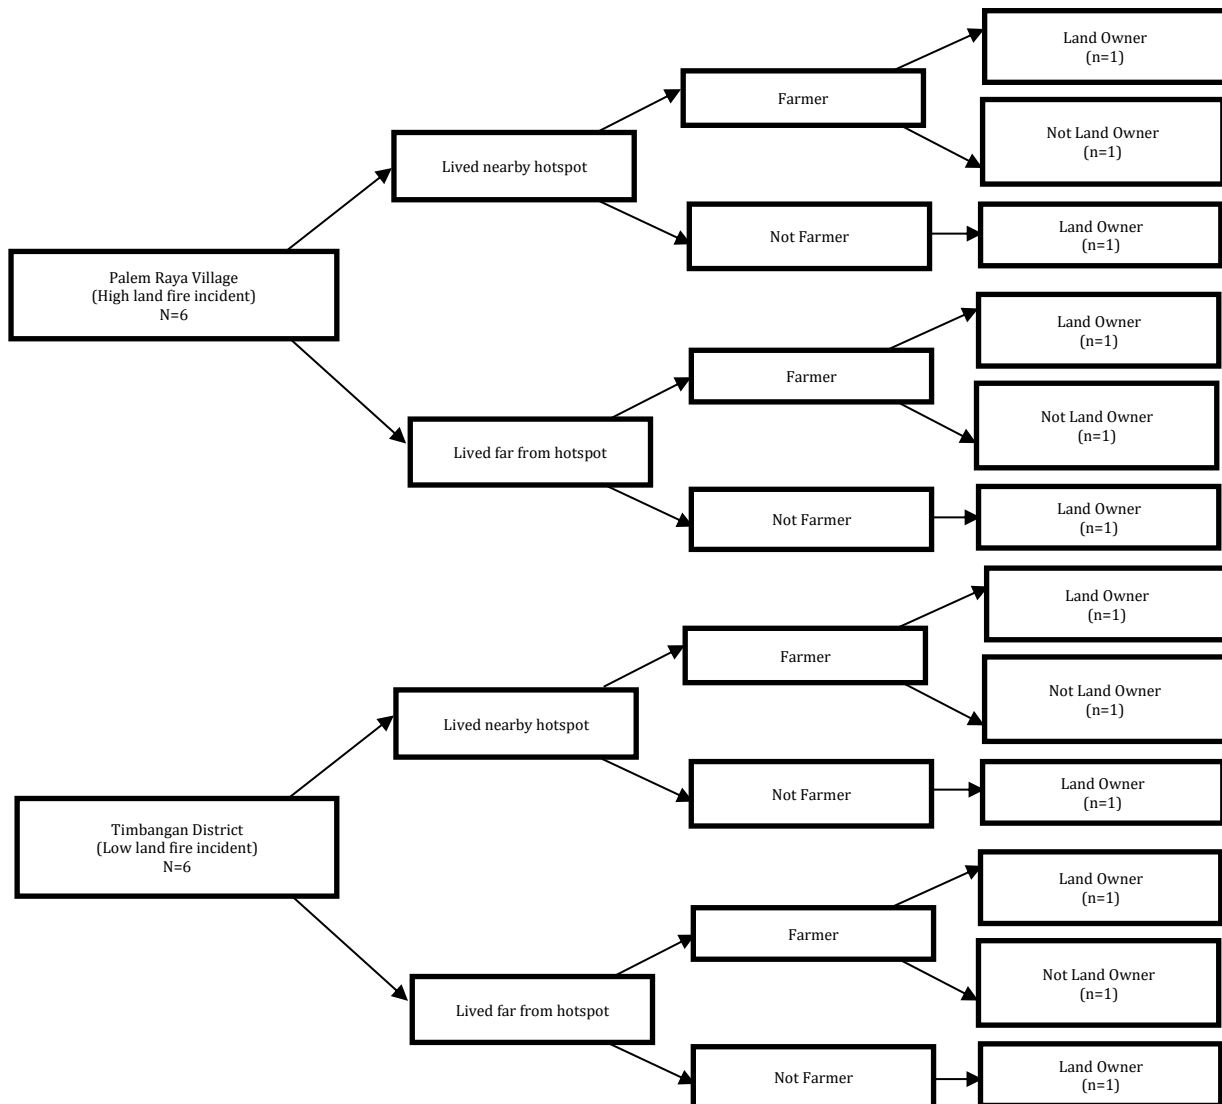 Land Owner
(n=1)
Farmer
Not Land Owner
(n=1)
Lived nearby hotspot
Land Owner
(n=1)
Not Farmer
Palem Raya Village
(High land fire incident)
N=6
Land Owner
(n=1)
Farmer
Not Land Owner
(n=1)
Lived far from hotspot
Land Owner
(n=1)
Not Farmer
Land Owner
(n=1)
Farmer
Not Land Owner
(n=1)
Lived nearby hotspot
Land Owner
(n=1)
Not Farmer
Timbangan District
(Low land fire incident)
N=6
Land Owner
(n=1)
Farmer
Not Land Owner
(n=1)
Lived far from hotspot
Land Owner
(n=1)
Not Farmer